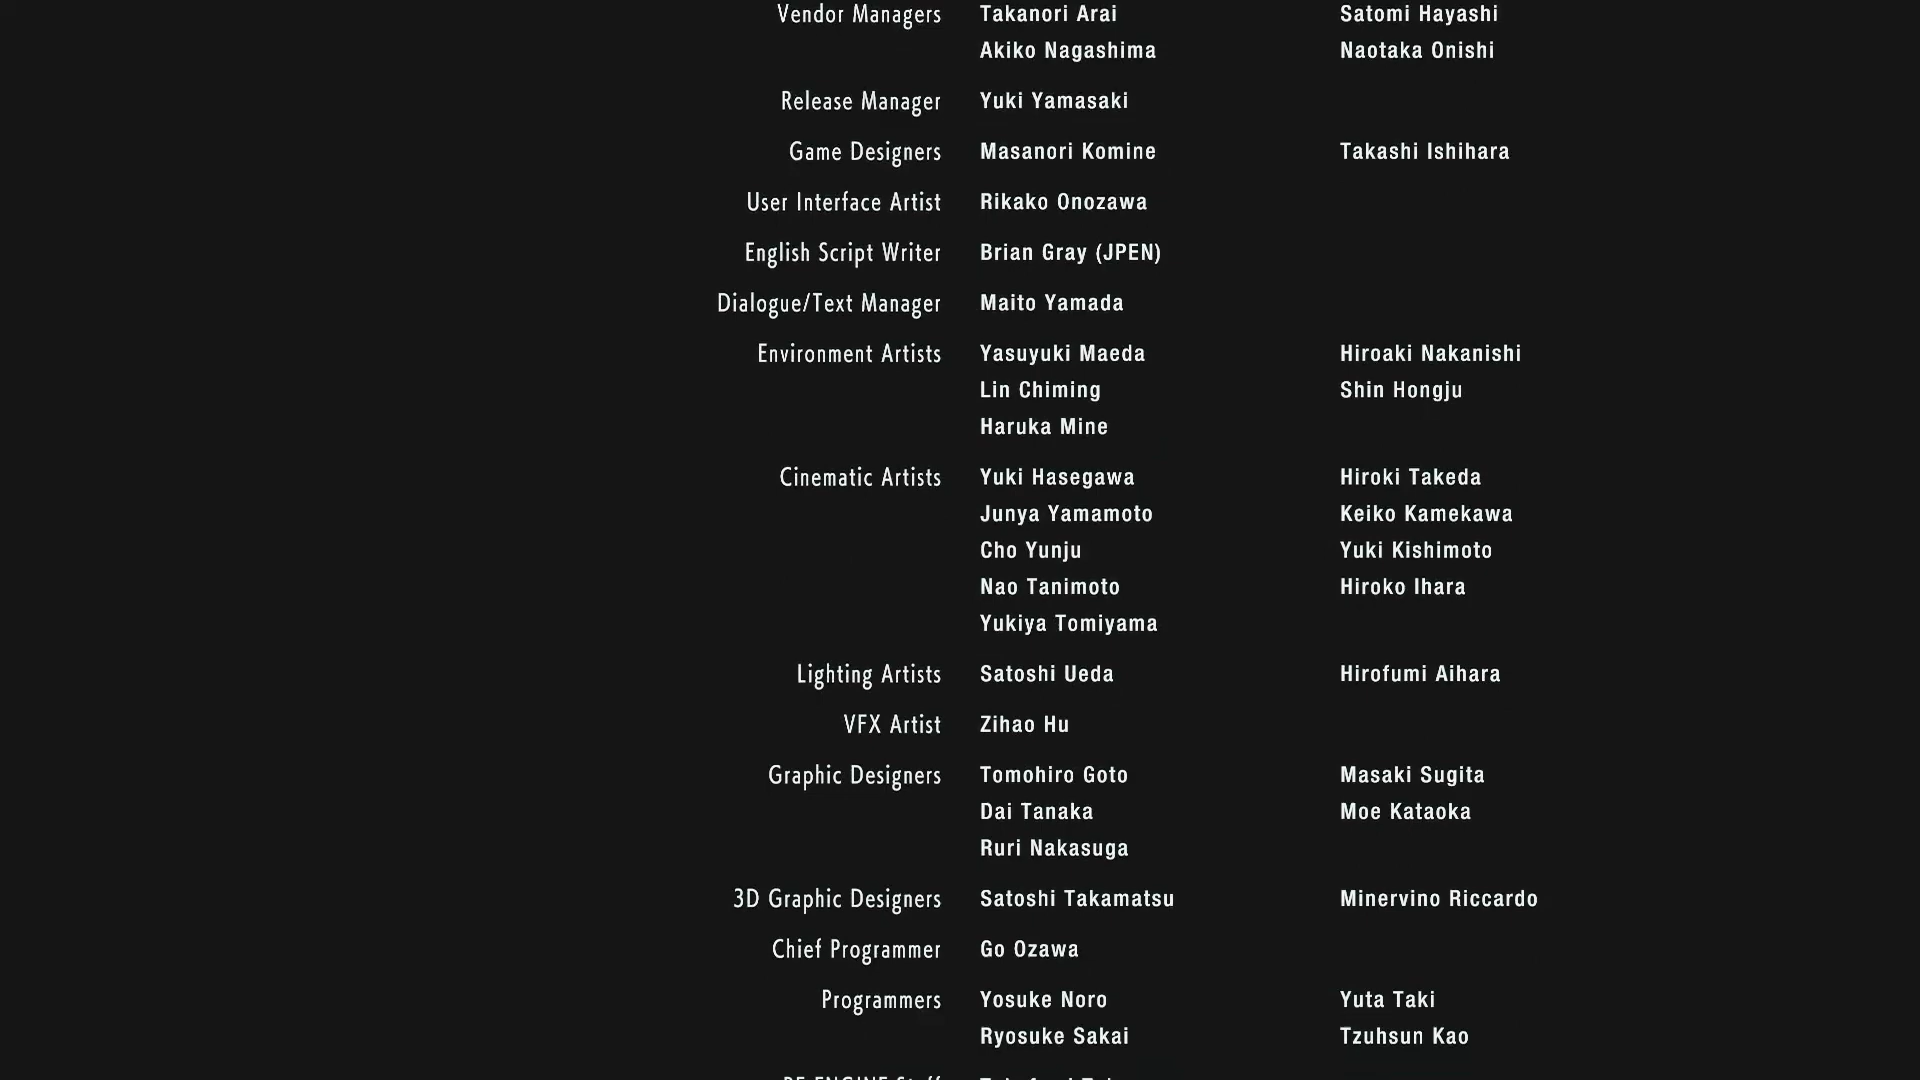 Vendor Managers Takanori Arai Satomi Hayashi
Akiko Nagashima Naotaka Onishi
Release Manager Yuki Yamasaki
Game Designers Masanori Komine Takashi Ishihara
User Interface Artist Rikako Onozawa
English Script Writer Brian Gray (JPEN)
Dialogue/Text Manager Maito Yamada
Environment Artists Yasuyuki Maeda Hiroaki Nakanishi
Lin Chiming Shin Hongju
Haruka Mine
Cinematic Artists Yuki Hasegawa Hiroki Takeda
Junya Yamamoto Keiko Kamekawa
Cho Yunju Yuki Kishimoto
Nao Tanimoto Hiroko Ihara
Yukiya Tomiyama
Lighting Artists Satoshi Ueda Hirofumi Aihara
VFX Artist Zihao Hu
Graphic Designers Tomohiro Goto Masaki Sugita
Dai Tanaka Moe Kataoka
Ruri Nakasuga
3D Graphic Designers Satoshi Takamatsu Minervino Riccardo
Chief Programmer Go Ozawa
Programmers Yosuke Noro Yuta Taki
Ryosuke Sakai Tzuhsun Kao
RE ENGINE Staff